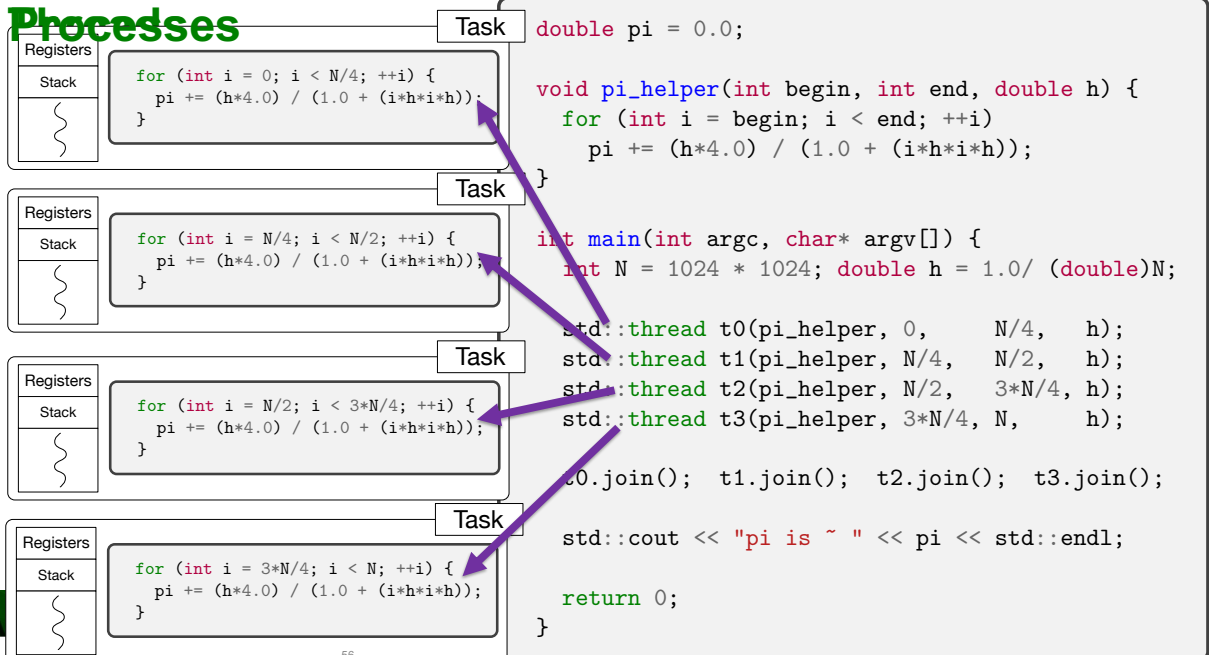 Threads
Processes
Task
Registers
Stack
for (int i = 0; i < N/4; ++i) {
pi += (h*4.0) / (1.0 + (i*h*i*h));
}
Task
Registers
Stack
for (int i = N/4; i < N/2; ++i) {
pi += (h*4.0) / (1.0 + (i*h*i*h));
}
Task
Registers
Stack
for (int i = N/2; i < 3*N/4; ++i) {
pi += (h*4.0) / (1.0 + (i*h*i*h));
}
Task
Registers
Stack
for (int i = 3*N/4; i < N; ++i) {
pi += (h*4.0) / (1.0 + (i*h*i*h));
}
56
double pi = 0.0;
void pi_helper(int begin, int end, double h) {
for (int i = begin; i < end; ++i)
pi += (h*4.0) / (1.0 + (i*h*i*h));
}
int main(int argc, char* argv[]) {
int N = 1024 * 1024; double h = 1.0/ (double)N;
std::thread t0(pi_helper, 0, N/4, h);
std::thread t1(pi_helper, N/4, N/2, h);
std::thread t2(pi_helper, N/2, 3*N/4, h);
std::thread t3(pi_helper, 3*N/4, N, h);
t0.join(); t1.join(); t2.join(); t3.join();
std::cout << "pi is ~ " << pi << std::endl;
return 0;
}